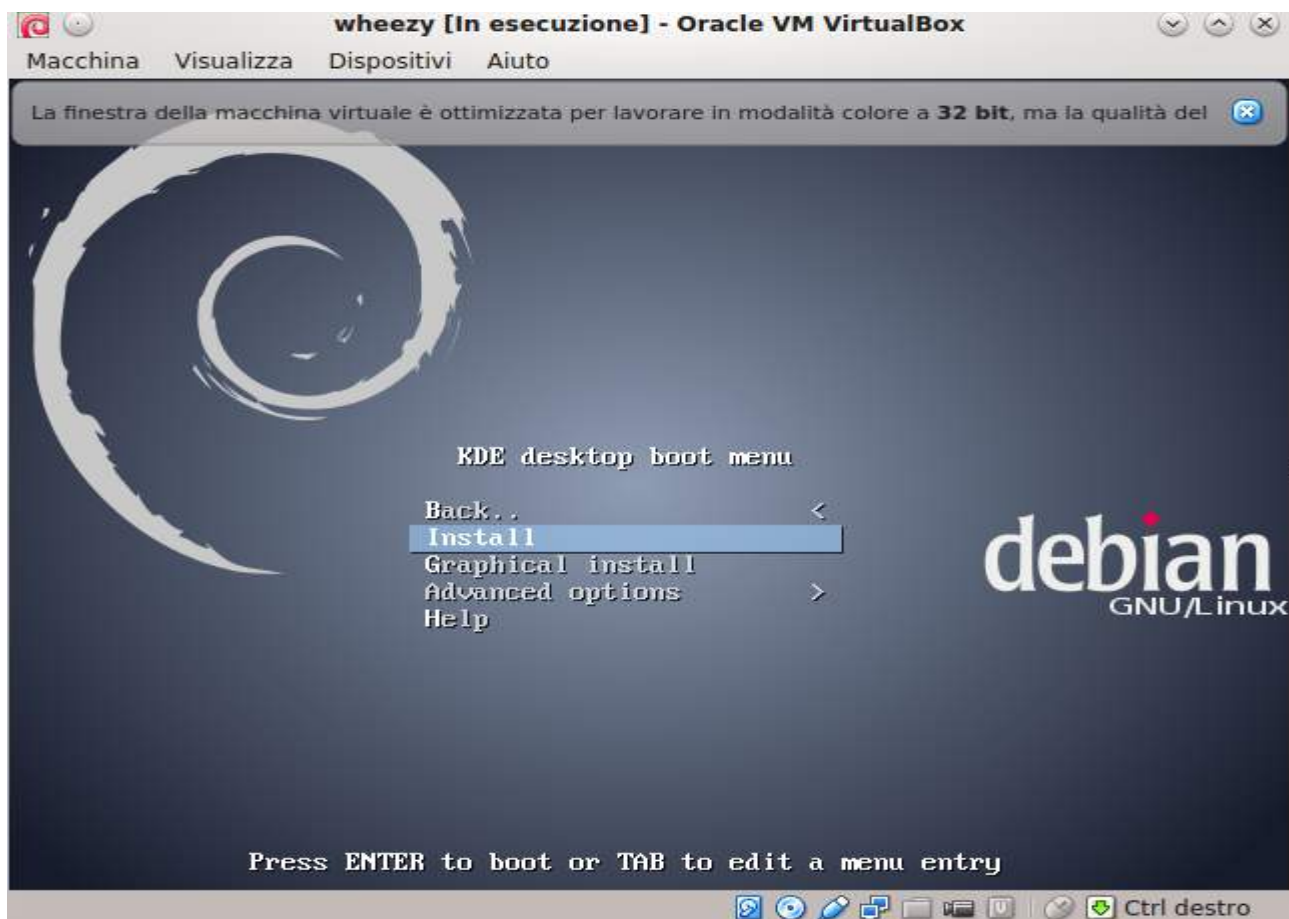 wheezy [In esecuzione] - Oracle VM VirtualBox
Macchina Visualizza Dispositivi Aiuto
La finestra della macchina virtuale è ottimizzata per lavorare in modalità colore a 32 bit, ma la qualità del
KDE desktop boot menu
Back.. <
Install
Graphical install
Advanced options >
Help
debian
GNU/Linux
Press ENTER to boot or TAB to edit a menu entry
Ctrl destro